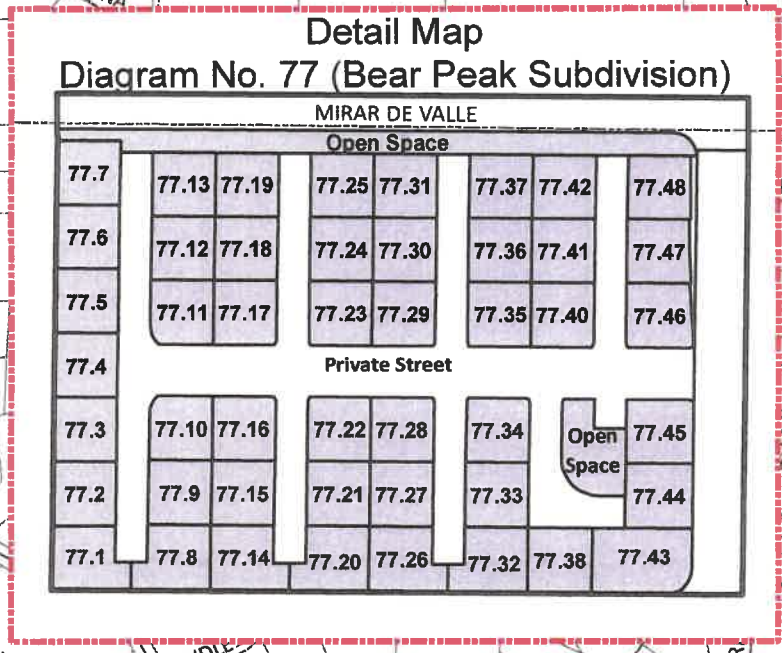 Detail Map
Diagram No. 77 (Bear Peak Subdivision)
MIRAR DE VALLE
Open Space
77.7 77.13 77.19 77.25 77.31 77.37 77.42 77.48
77.6 77.12 77.18 77.24 77.30 77.36 77.41 77.47
77.5 77.11 77.17 77.23 77.29 77.35 77.40 77.46
77.4 Private Street
77.3 77.10 77.16 77.22 77.28 77.34 Open 77.45
Space
77.2 77.9 77.15 77.21 77.27 77.33 77.44
77.1 77.8 77.14 77.20 77.26 77.32 77.38 77.43